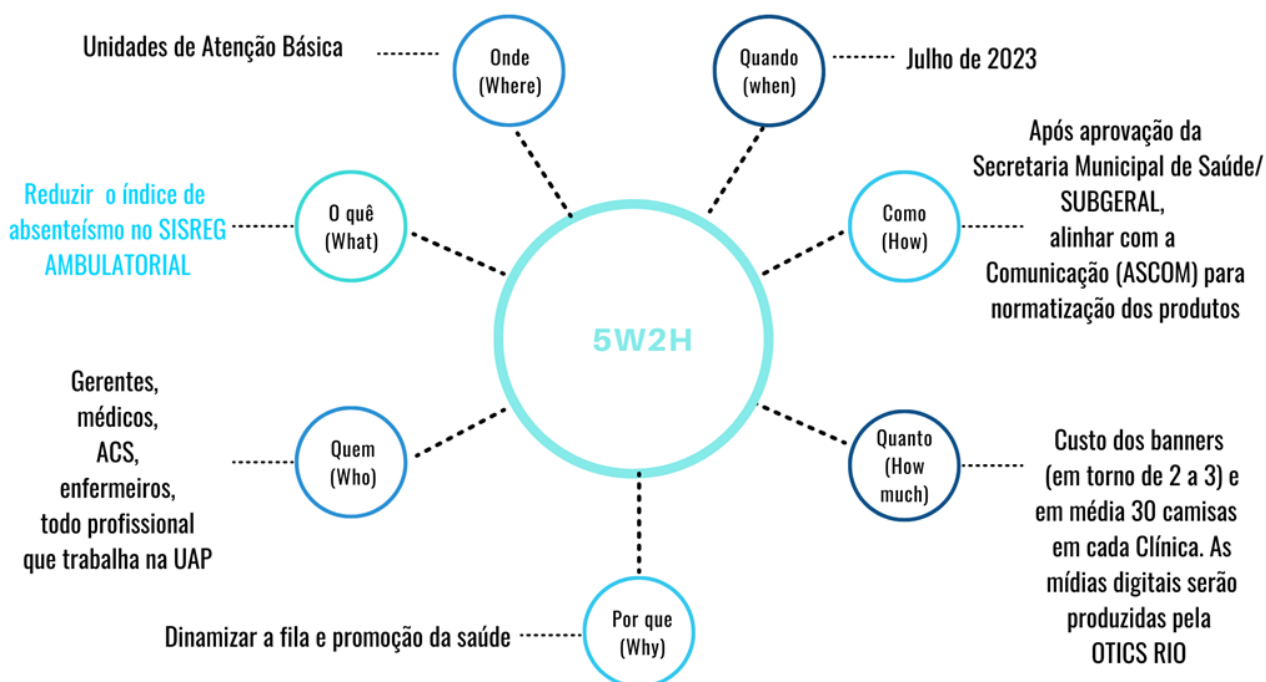 Unidades de Atenção Básica
Onde
(Where)
Quando
(when)
Julho de 2023
Reduzir o índice de
absenteísmo no SISREG
AMBULATORIAL
O quê
(What)
Como
(How)
Após aprovação da
Secretaria Municipal de Saúde/
SUBGERAL,
alinhar com a
Comunicação (ASCOM) para
normatização dos produtos
5W2H
Gerentes,
médicos,
ACS,
enfermeiros,
todo profissional
que trabalha na UAP
Quem
(Who)
Quanto
(How
much)
Custo dos banners
(em torno de 2 a 3) e
em média 30 camisas
em cada Clínica. As
mídias digitais serão
produzidas pela
OTICS RIO
Dinamizar a fila e promoção da saúde
Por que
(Why)